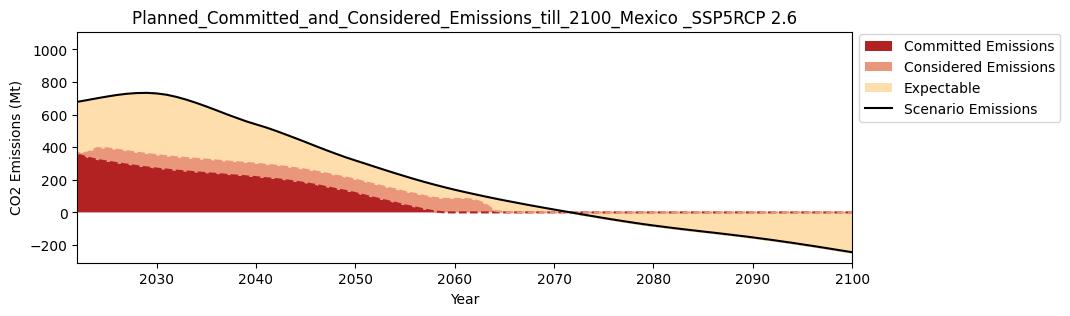 Planned_Committed_and_Considered_Emissions_till_2100_Mexico _SSP5RCP 2.6
CO2 Emissions (Mt)
1000
800
600
400
200
0
−200
2030 2040 2050 2060 2070 2080 2090 2100
Year
Committed Emissions
Considered Emissions
Expectable
Scenario Emissions